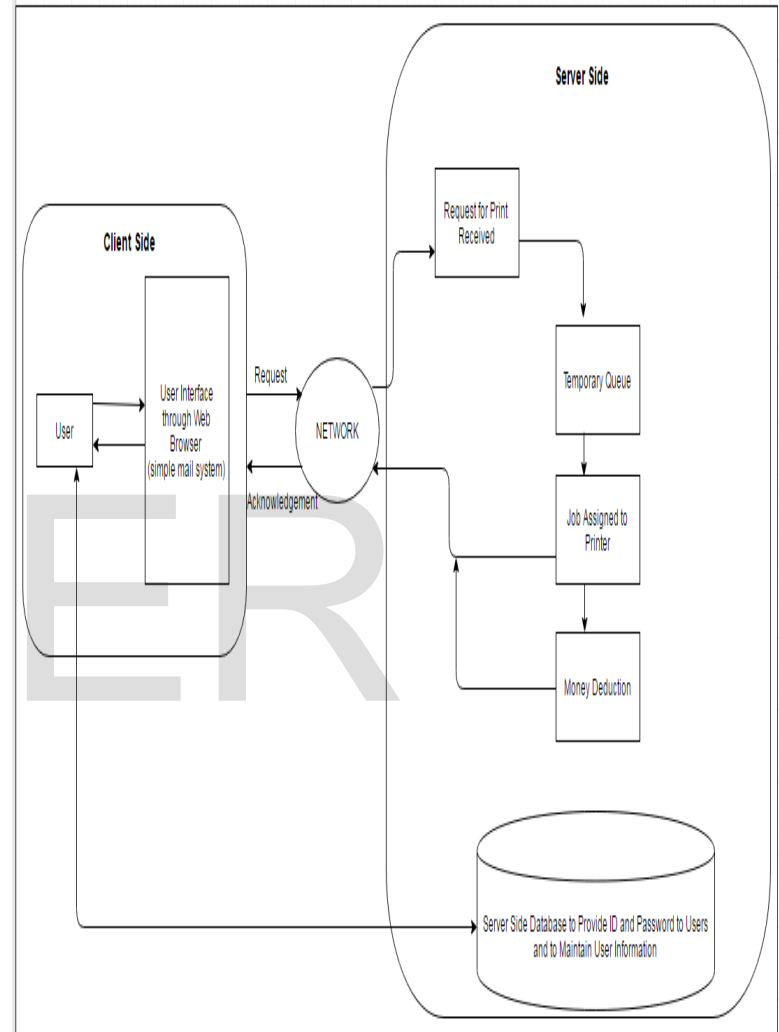 Server Side
Request for Print
Received
Client Side
User Interface
through Web
Browser
(simple mail system)
User
Request
NETWORK
Acknowledgement
Temporary Queue
Job Assigned to
Printer
Money Deduction
Server Side Database to Provide ID and Password to Users
and to Maintain User Information
ER